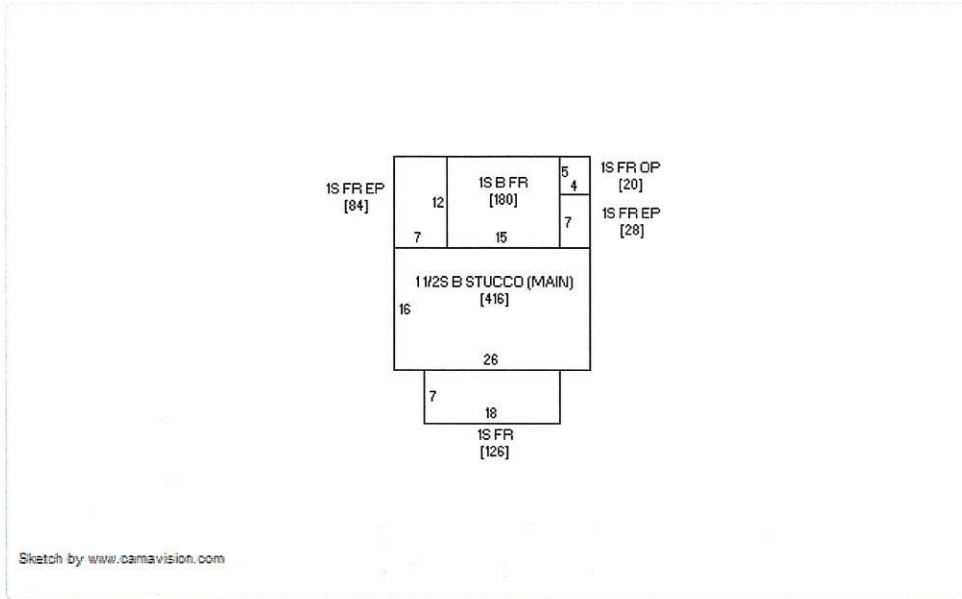 1S FR EP
[84]
12
7
1S B FR
[180]
15
5
4
1S FR OP
[20]
7
1S FR EP
[28]
1 1/2S B STUCCO (MAIN)
[416]
16
26
7
18
1S FR
[126]
Sketch by www.camavision.com